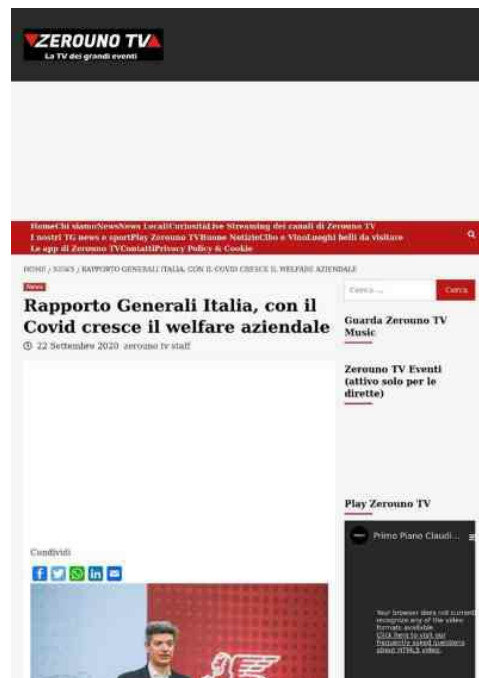 ZEROUNO TV
La TV dei grandi eventi
HomeChi siamoNewsNews LocaliCuriositàLive Streaming dei canali di Zerouno TV
I nostri TG news e sportPlay Zerouno TVBuone NotizieCibo e VinoLuoghi belli da visitare
Le app di Zerouno TVContattiPrivacy Policy & Cookie
HOME / NEWS / RAPPORTO GENERALI ITALIA, CON IL COVID CRESCE IL WELFARE AZIENDALE
News
Rapporto Generali Italia, con il
Covid cresce il welfare aziendale
22 Settembre 2020 zerouno tv staff
Condividi
Cerca ...
Cerca
Guarda Zerouno TV
Music
Zerouno TV Eventi
(attivo solo per le
dirette)
Play Zerouno TV
Primo Piano Claudi...
Your browser does not current
recognize any of the video
formats available.
Click here to visit our
frequently asked questions
about HTML5 video.